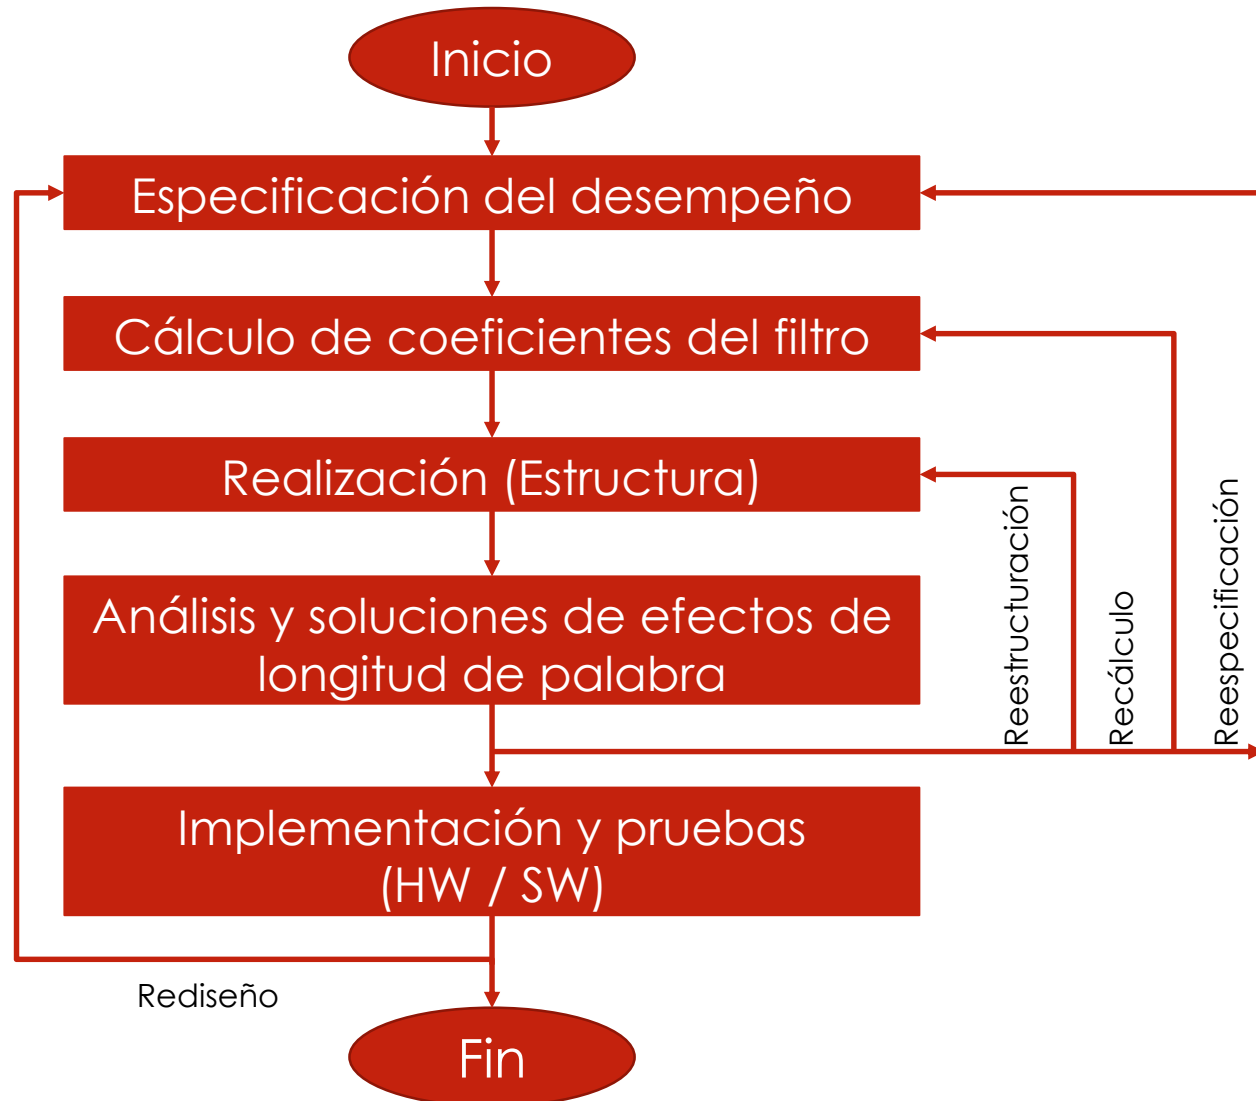 Inicio
Especificación del desempeño
Cálculo de coeficientes del filtro
Realización (Estructura)
Análisis y soluciones de efectos de
longitud de palabra
Reestructuración
Recálculo
Reespecificación
Implementación y pruebas
(HW / SW)
Rediseño
Fin